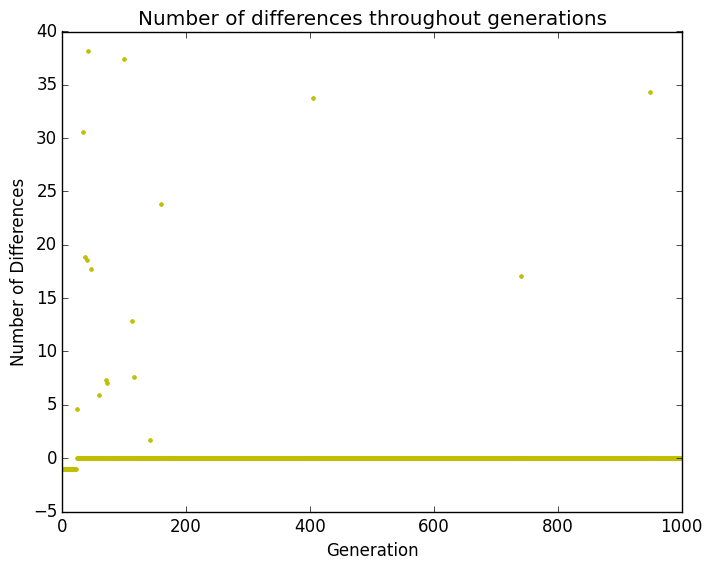 Number of differences throughout generations
40
35
30
25
20
15
10
5
0
−5
Number of Differences
0 200 400 600 800 1000
Generation